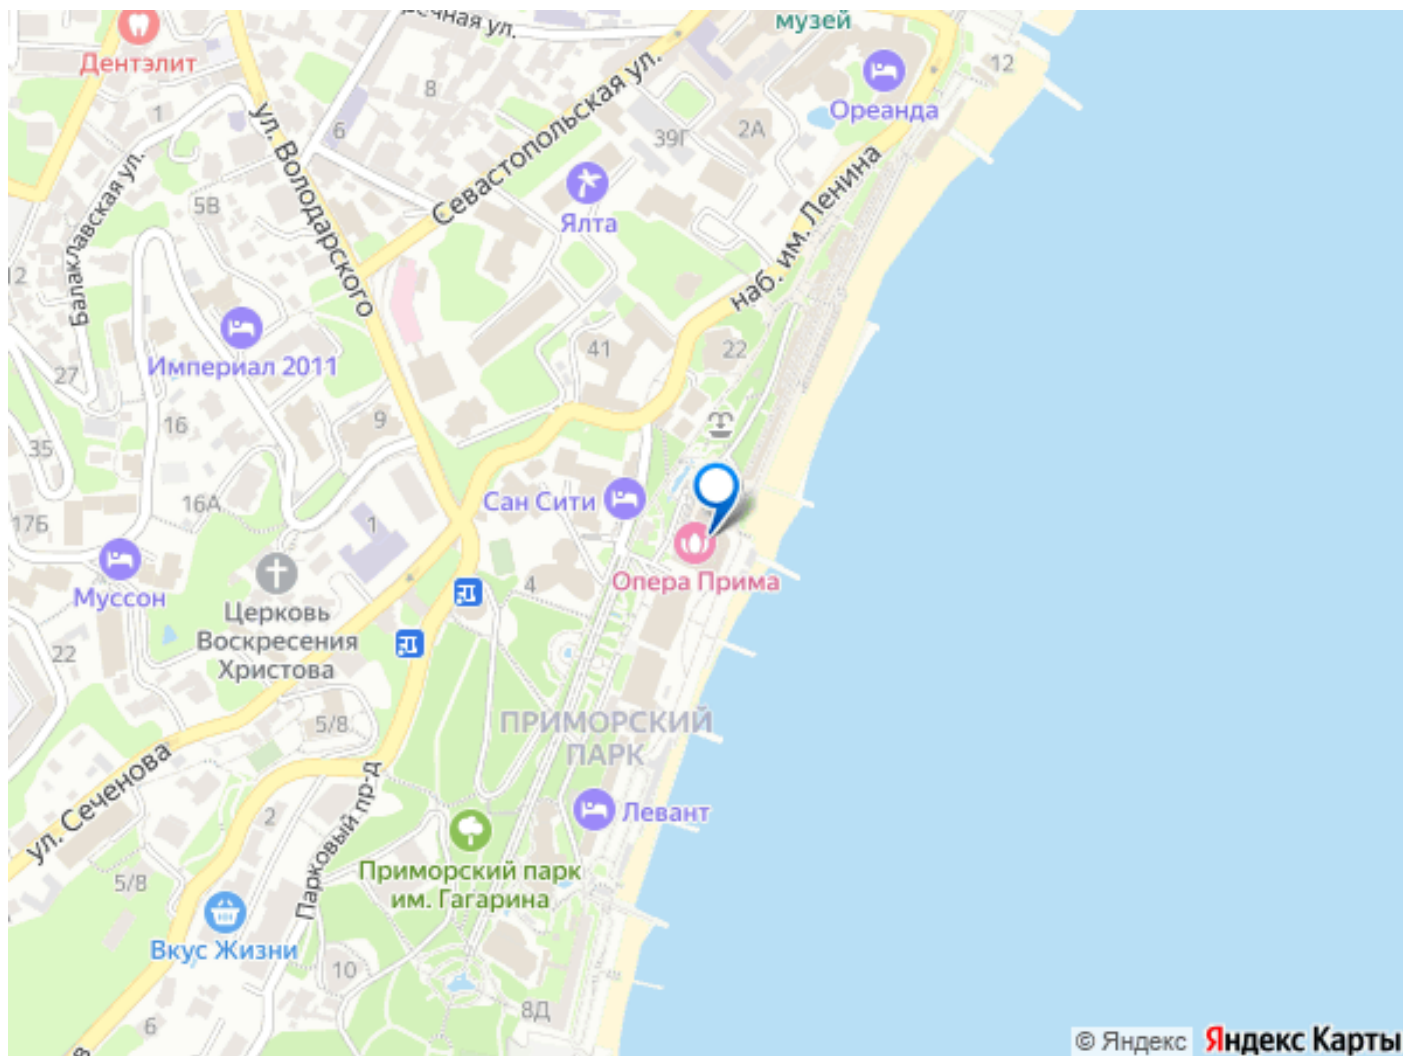 музей
Дентэлит
12
Ореанда
8
1
ул. Володарского
6
Севастопольская ул.
39Г
2А
Балаклавская ул.
5В
Ялта
наб. им. Ленина
12
Империал 2011
41
22
27
16
9
35
16А
Сан Сити
17Б
1
Опера Прима
4
Муссон
Церковь
Воскресения
Христова
22
5/8
ПРИМОРСКИЙ
ПАРК
ул. Сеченова
Парковый пр-д
2
Левант
Приморский парк
им. Гагарина
5/8
Вкус Жизни
10
8Д
6
© Яндекс Яндекс Карты